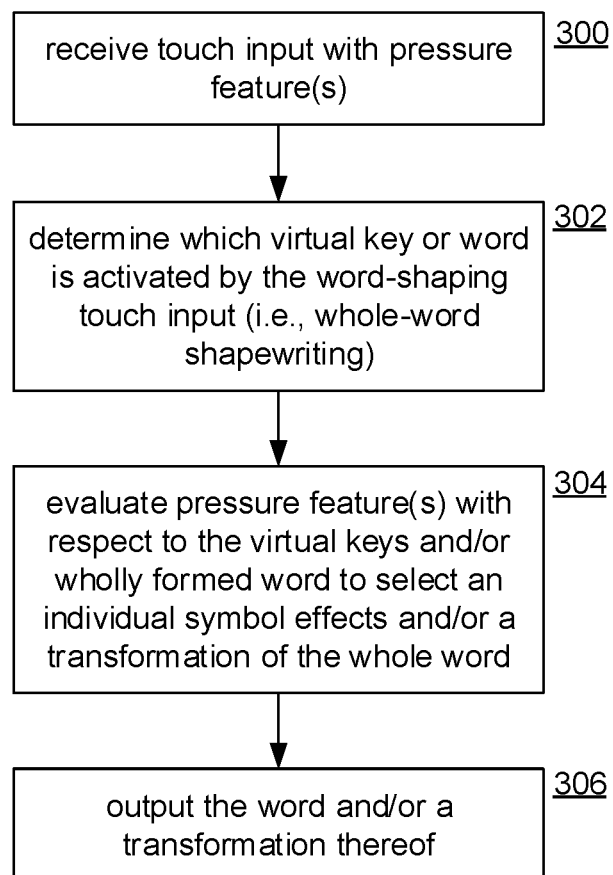 300
receive touch input with pressure
feature(s)
302
determine which virtual key or word
is activated by the word-shaping
touch input (i.e., whole-word
shapewriting)
304
evaluate pressure feature(s) with
respect to the virtual keys and/or
wholly formed word to select an
individual symbol effects and/or a
transformation of the whole word
306
output the word and/or a
transformation thereof